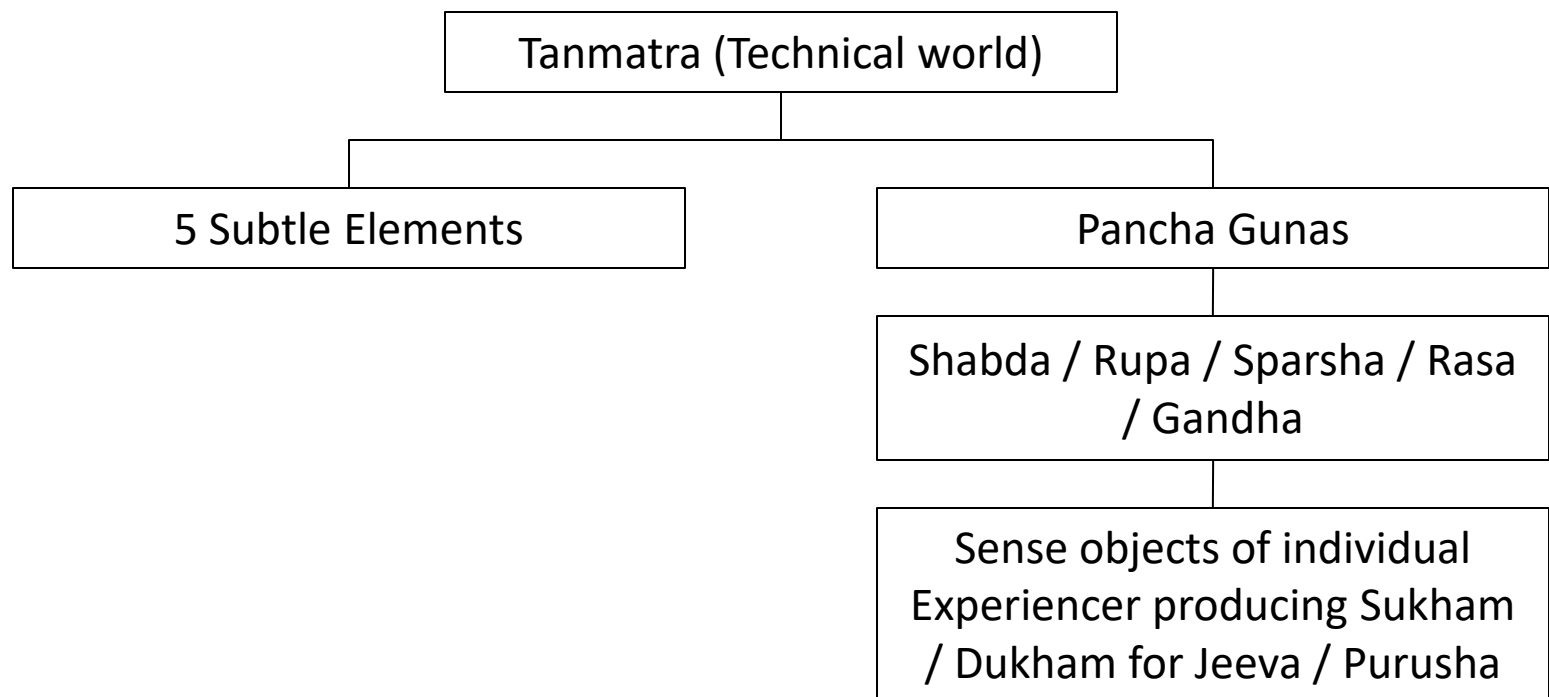 Tanmatra (Technical world)
5 Subtle Elements
Pancha Gunas
Shabda / Rupa / Sparsha / Rasa
/ Gandha
Sense objects of individual
Experiencer producing Sukham
/ Dukham for Jeeva / Purusha